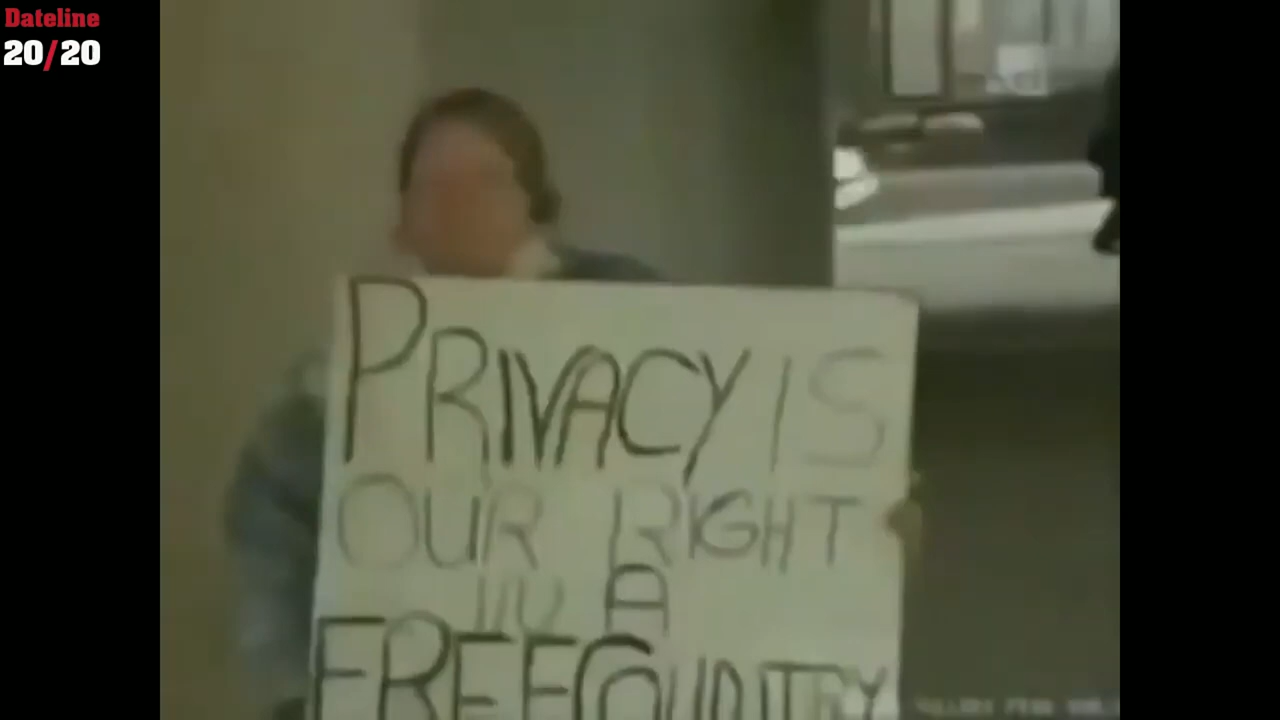 Dateline
20/20
PRIVACY IS
OUR RIGHT
IN A
FREE COUNTRY